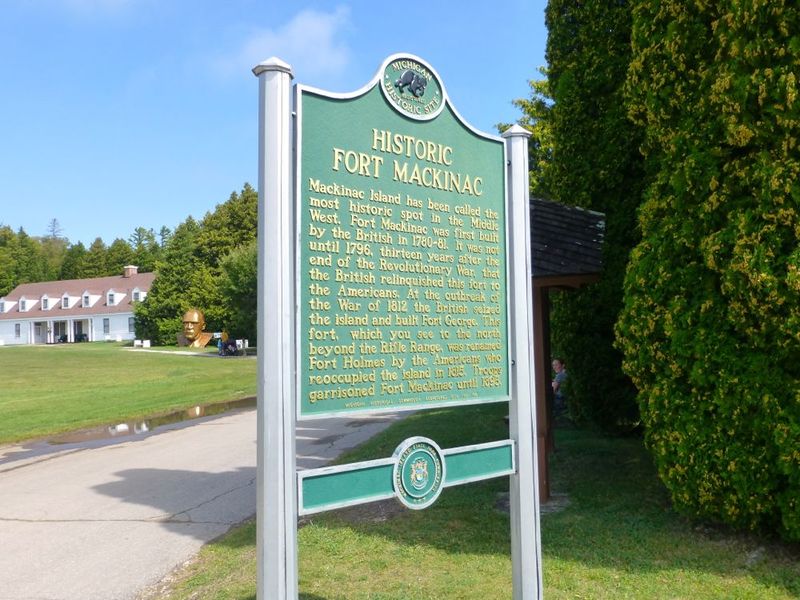 MICHIGAN
HISTORIC SITE
HISTORIC
FORT MACKINAC
Mackinac Island has been called the
most historic spot in the Middle
West. Fort Mackinac was first built
by the British in 1780-81. It was not
until 1796, thirteen years after the
end of the Revolutionary War, that
the British relinquished this fort to
the Americans. At the outbreak of
the War of 1812 the British seized
the island and built Fort George. This
fort, which you see to the north
beyond the Rifle Range, was renamed
Fort Holmes by the Americans who
reoccupied the island in 1815. Troops
garrisoned Fort Mackinac until 1895.
MICHIGAN HISTORICAL COMMISSION